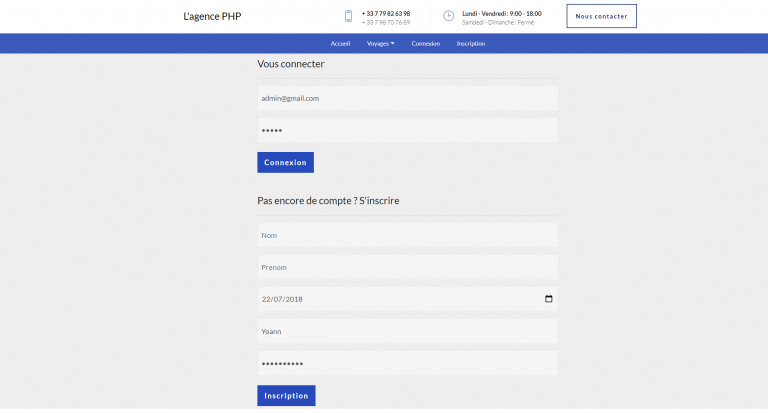 L'agence PHP
+ 33 7 79 82 63 98
+ 33 7 98 70 76 89
Lundi - Vendredi : 9:00 - 18:00
Samdedi - Dimanche : Fermé
Nous contacter
Accueil Voyages Connexion Inscription
Vous connecter
admin@gmail.com
•••••
Connexion
Pas encore de compte ? S'inscrire
Nom
Prenom
22/07/2018
Yoann
••••••••••
Inscription